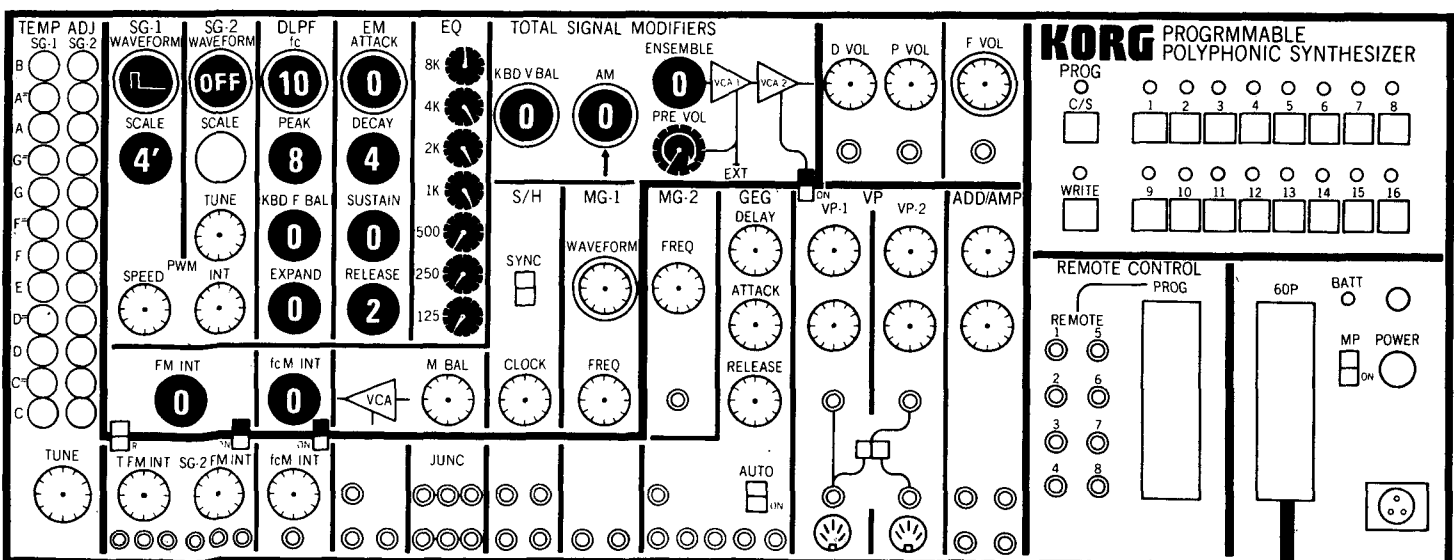 TEMP ADJ
SG-1 SG-2
B
A#
A
G#
G
F#
F
E
D#
D
C#
C
TUNE
SG-1
WAVEFORM
SCALE
4'
SG-2
WAVEFORM
OFF
SCALE
TUNE
PWM
SPEED
INT
DLPF
fc
10
PEAK
8
KBD F BAL
0
EXPAND
0
EM
ATTACK
0
DECAY
4
SUSTAIN
0
RELEASE
2
EQ
8K
4K
2K
1K
500
250
125
FM INT
0
fcM INT
0
VCA
M BAL
ON
ON
T FM INT
SG-2 FM INT
fcM INT
JUNC
TOTAL SIGNAL MODIFIERS
KBD V BAL
0
AM
0
ENSEMBLE
0
PRE VOL
VCA 1
VCA 2
EXT
ON
D VOL
P VOL
F VOL
S/H
SYNC
CLOCK
MG-1
WAVEFORM
FREQ
MG-2
FREQ
GEG
DELAY
ATTACK
RELEASE
AUTO
ON
VP
VP-1
VP-2
ADD/AMP
KORG PROGRMMABLE
POLYPHONIC SYNTHESIZER
PROG
C/S
1 2 3 4 5 6 7 8
WRITE
9 10 11 12 13 14 15 16
REMOTE CONTROL
PROG
REMOTE
1 5
2 6
3 7
4 8
60P
BATT
MP
ON
POWER